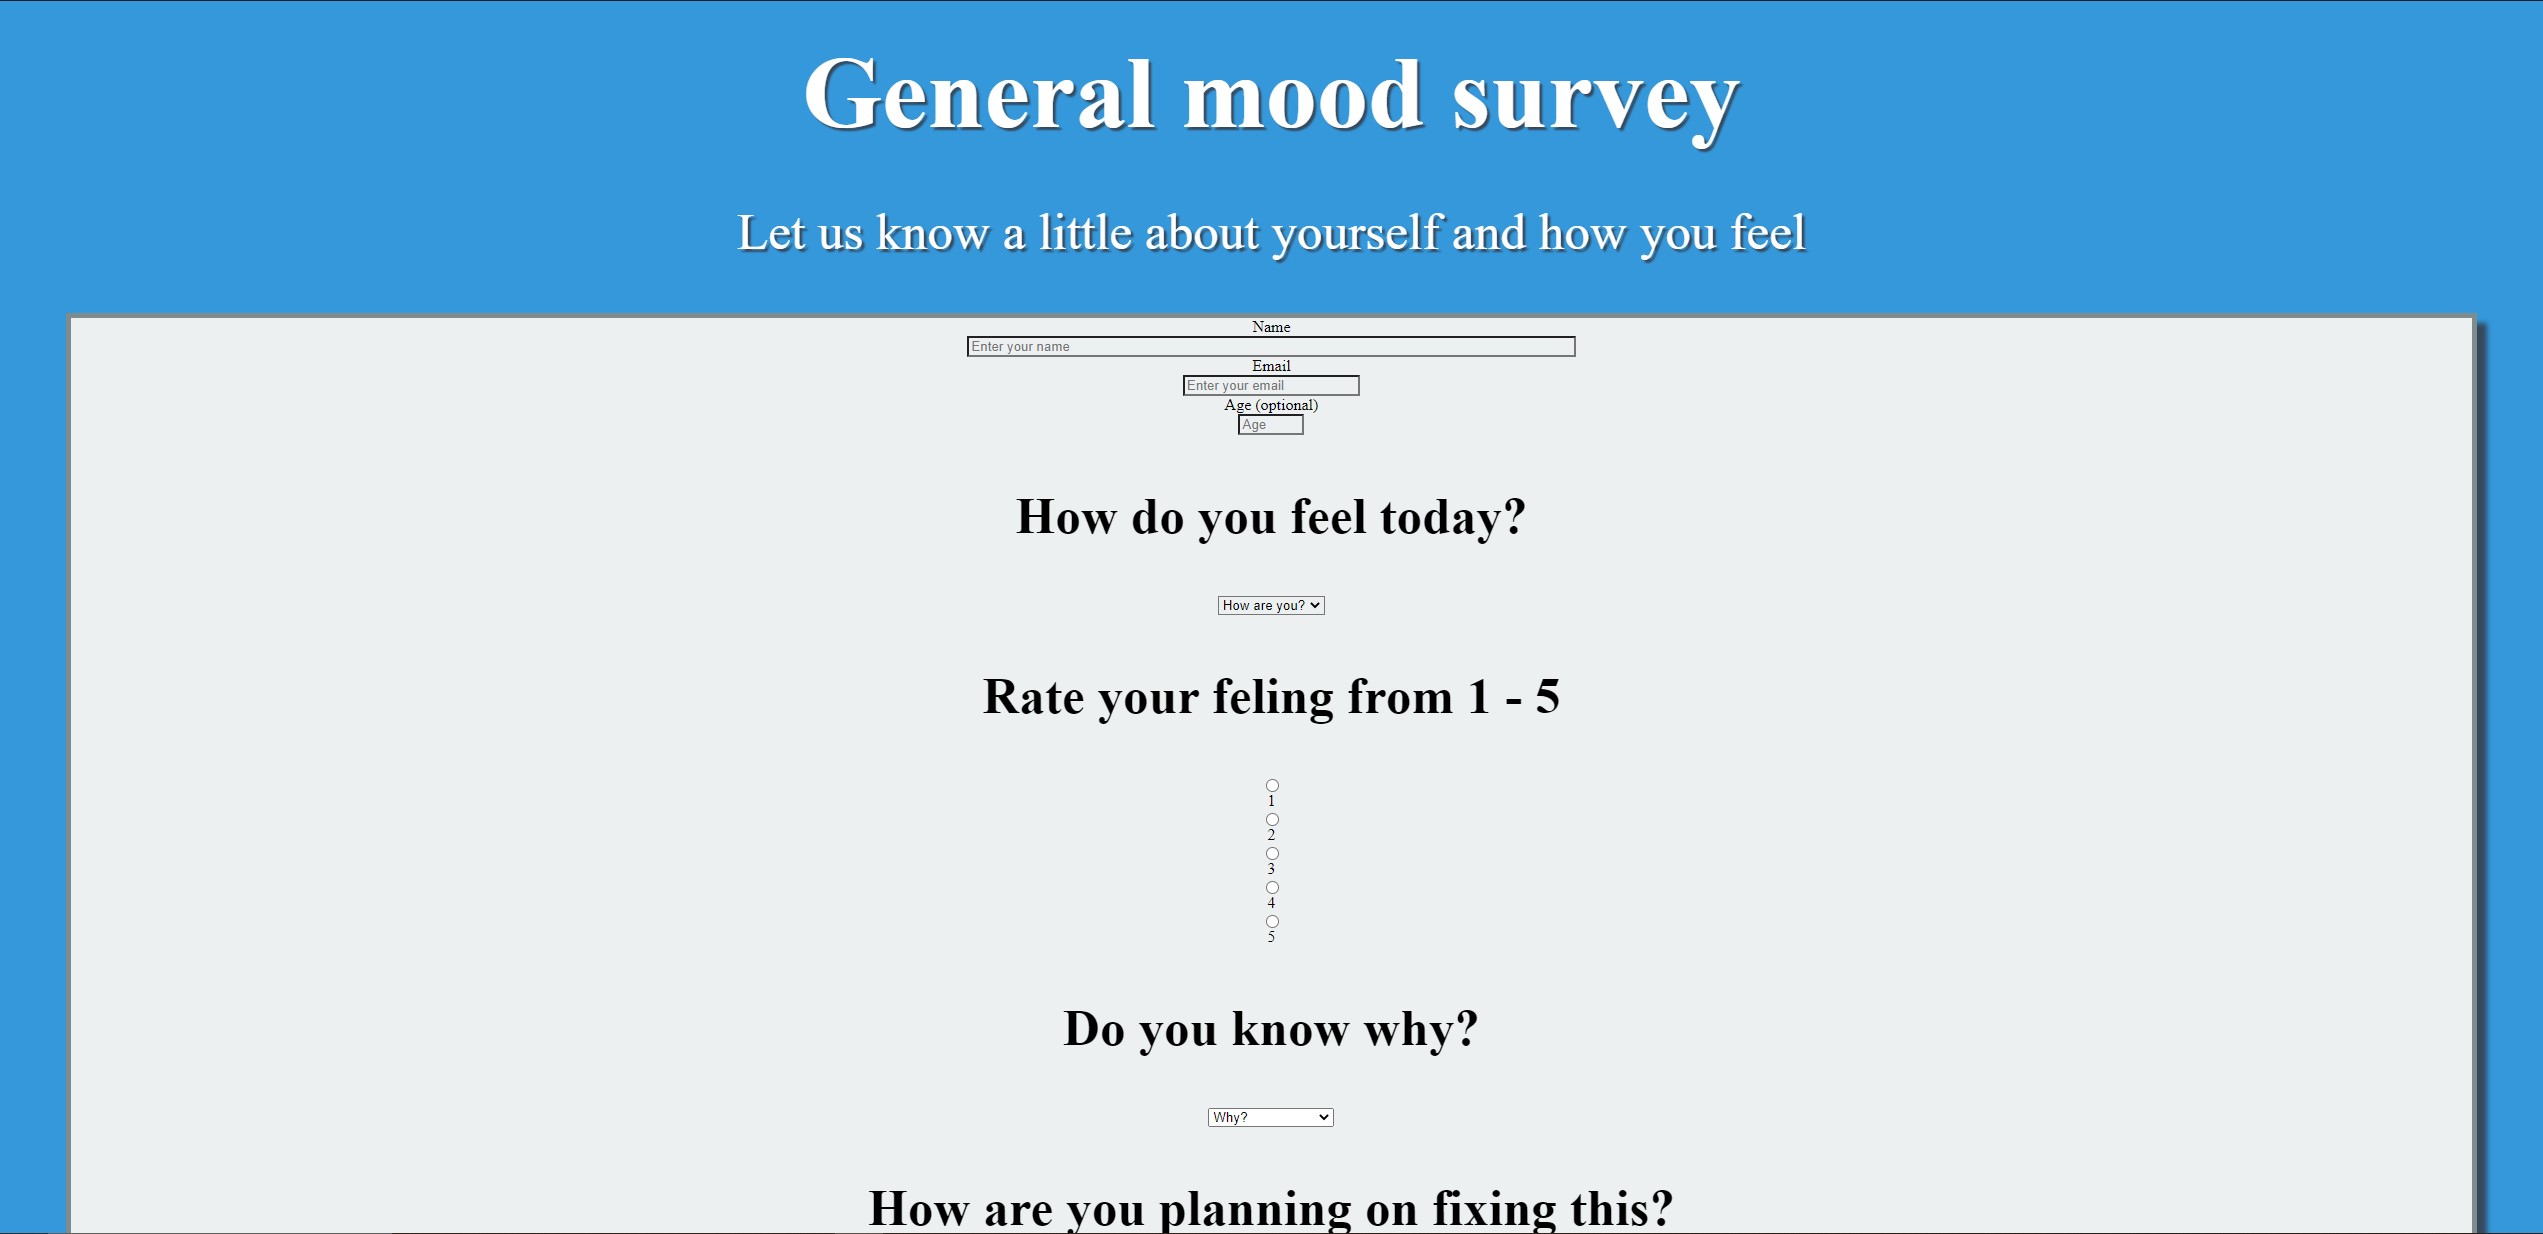 General mood survey
Let us know a little about yourself and how you feel
Name
Enter your name
Email
Enter your email
Age (optional)
Age
How do you feel today?
How are you?
Rate your feling from 1 - 5
1
2
3
4
5
Do you know why?
Why?
How are you planning on fixing this?